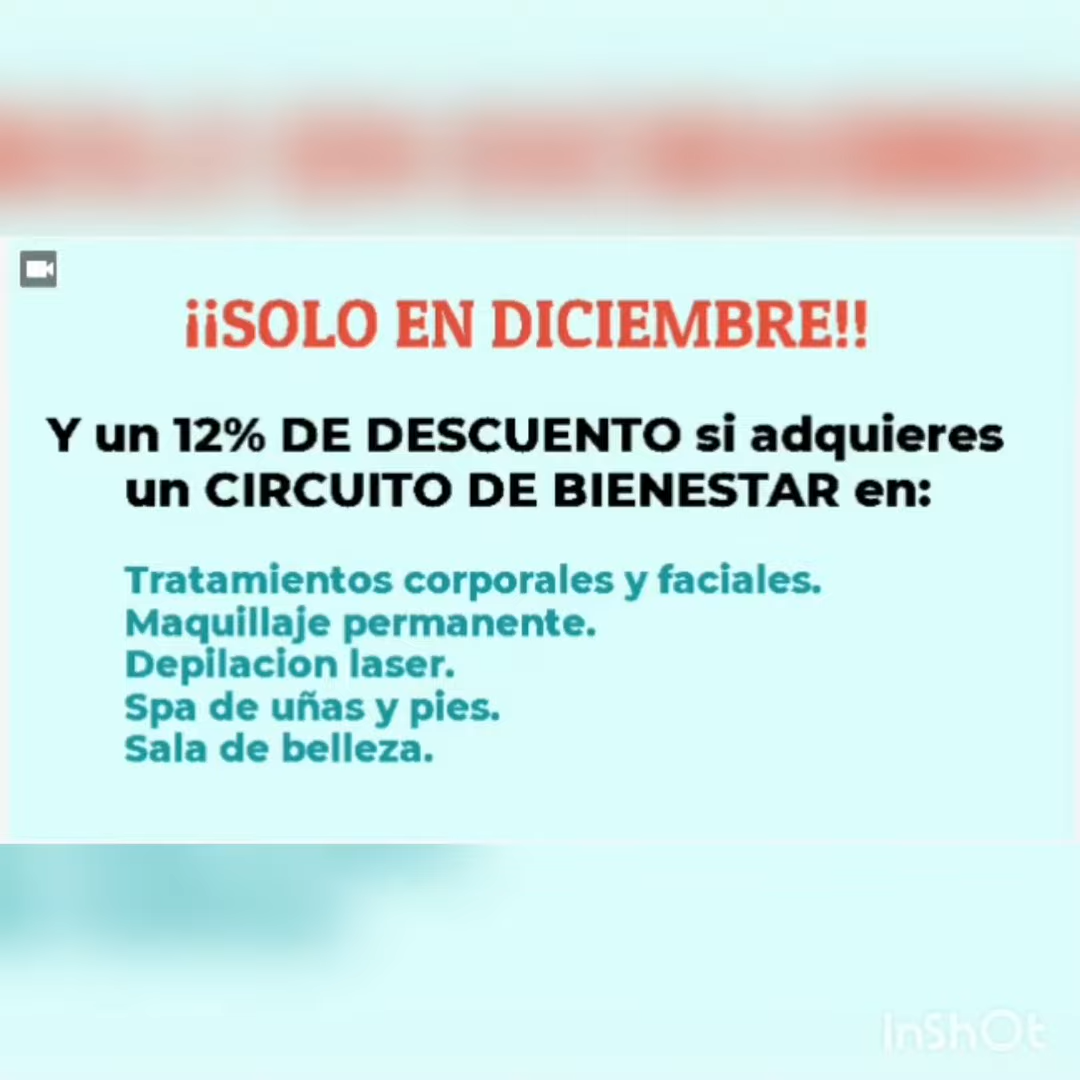 ¡¡SOLO EN DICIEMBRE!!
Y un 12% DE DESCUENTO si adquieres
un CIRCUITO DE BIENESTAR en:
Tratamientos corporales y faciales.
Maquillaje permanente.
Depilacion laser.
Spa de uñas y pies.
Sala de belleza.
InShOt